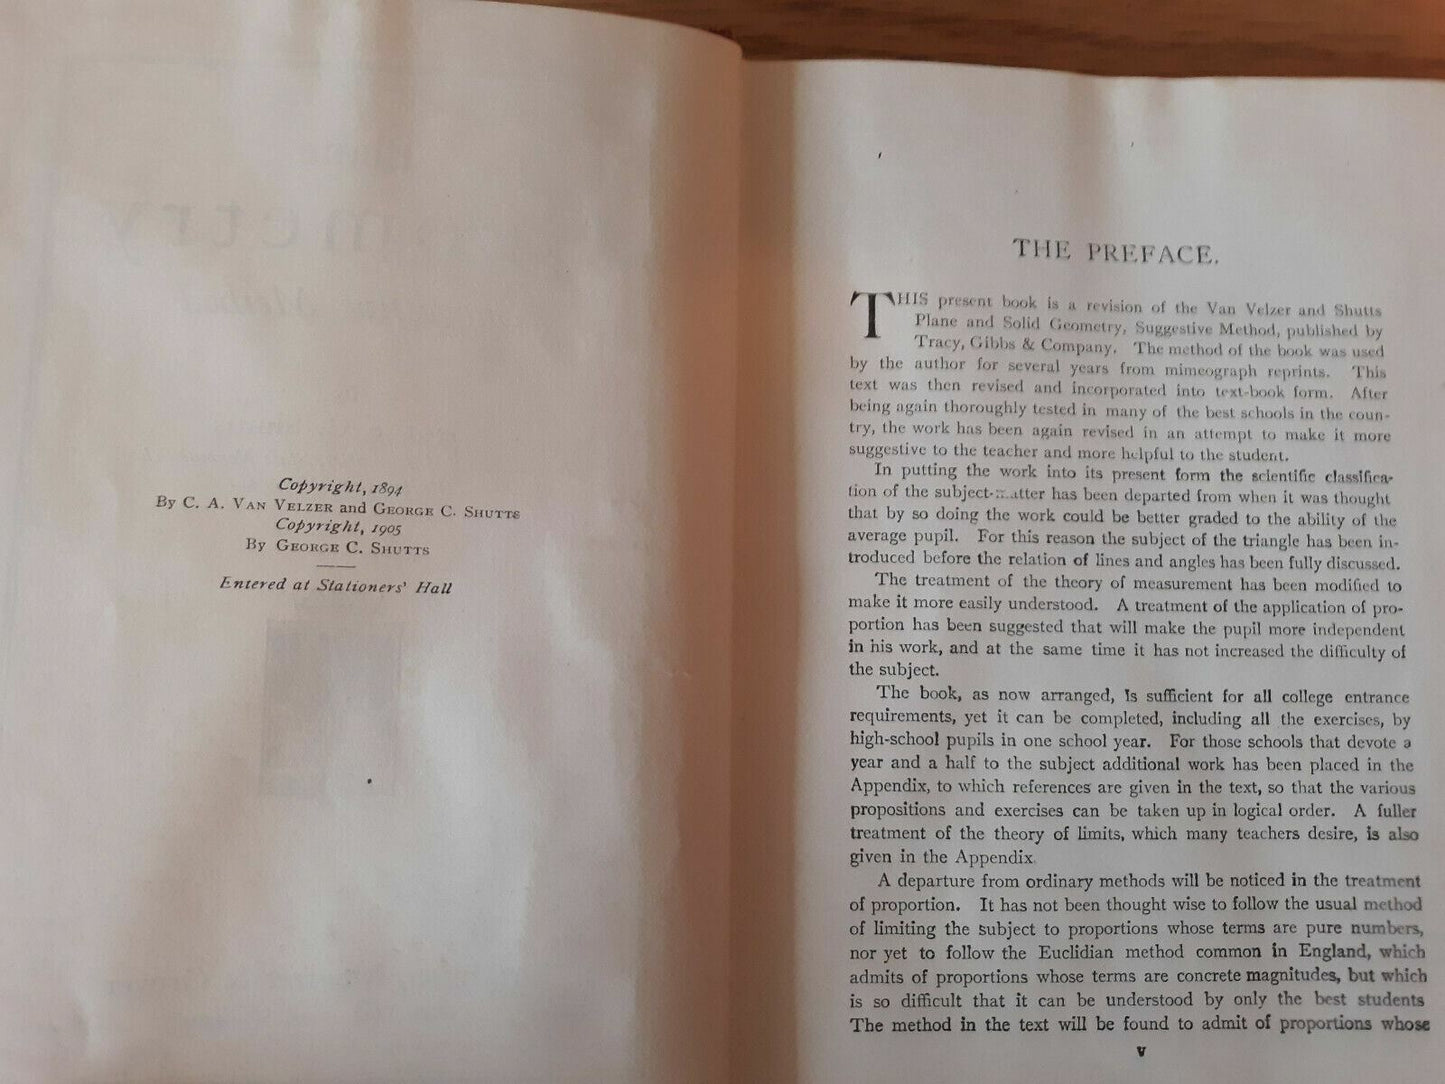 Copyright, 1894
By C. A. VAN VELZER and GEORGE C. SHUTTS
Copyright, 1905
By GEORGE C. SHUTTS
Entered at Stationers' Hall
THE PREFACE.
THIS present book is a revision of the Van Velzer and Shutts
Plane and Solid Geometry, Suggestive Method, published by
Tracy, Gibbs & Company. The method of the book was used
by the author for several years from mimeograph reprints. This
text was then revised and incorporated into text-book form. After
being again thoroughly tested in many of the best schools in the coun-
try, the work has been again revised in an attempt to make it more
suggestive to the teacher and more helpful to the student.
In putting the work into its present form the scientific classifica-
tion of the subject-matter has been departed from when it was thought
that by so doing the work could be better graded to the ability of the
average pupil. For this reason the subject of the triangle has been in-
troduced before the relation of lines and angles has been fully discussed.
The treatment of the theory of measurement has been modified to
make it more easily understood. A treatment of the application of pro-
portion has been suggested that will make the pupil more independent
in his work, and at the same time it has not increased the difficulty of
the subject.
The book, as now arranged, is sufficient for all college entrance
requirements, yet it can be completed, including all the exercises, by
high-school pupils in one school year. For those schools that devote a
year and a half to the subject additional work has been placed in the
Appendix, to which references are given in the text, so that the various
propositions and exercises can be taken up in logical order. A fuller
treatment of the theory of limits, which many teachers desire, is also
given in the Appendix.
A departure from ordinary methods will be noticed in the treatment
of proportion. It has not been thought wise to follow the usual method
of limiting the subject to proportions whose terms are pure numbers,
nor yet to follow the Euclidian method common in England, which
admits of proportions whose terms are concrete magnitudes, but which
is so difficult that it can be understood by only the best students
The method in the text will be found to admit of proportions whose
V